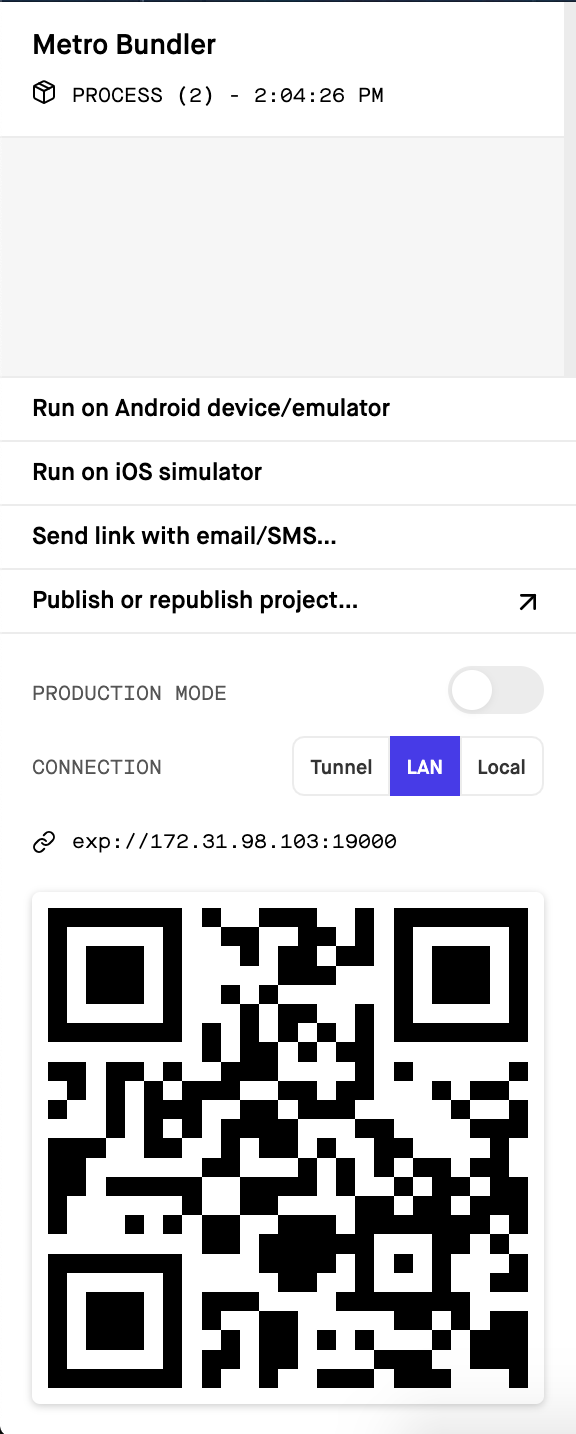 Metro Bundler
PROCESS (2) - 2:04:26 PM
Run on Android device/emulator
Run on iOS simulator
Send link with email/SMS...
Publish or republish project...
PRODUCTION MODE
CONNECTION Tunnel LAN Local
exp://172.31.98.103:19000